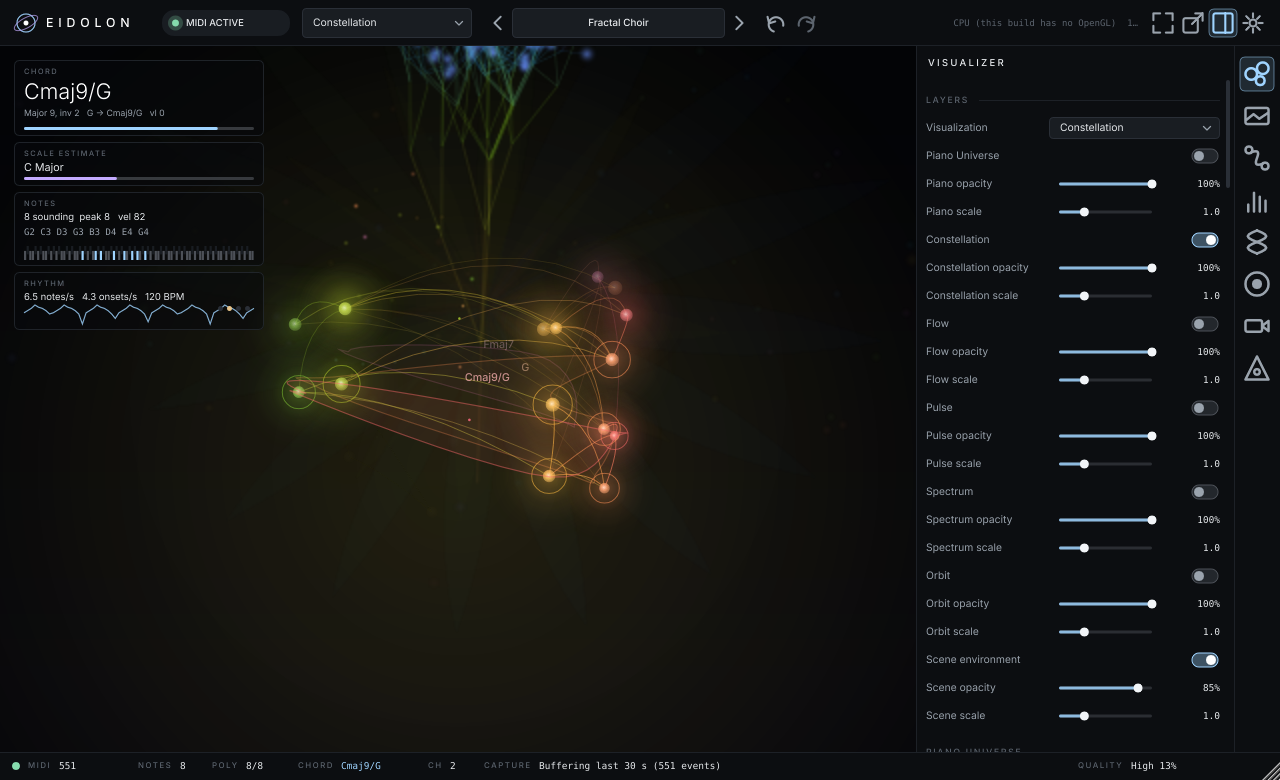 EIDOLON
MIDI ACTIVE
Constellation
Fractal Choir
CPU (this build has no OpenGL) 1…
CHORD
Cmaj9/G
Major 9, inv 2 G → Cmaj9/G vl 0
SCALE ESTIMATE
C Major
NOTES
8 sounding peak 8 vel 82
G2 C3 D3 G3 B3 D4 E4 G4
RHYTHM
6.5 notes/s 4.3 onsets/s 120 BPM
Fmaj7
G
Cmaj9/G
VISUALIZER
LAYERS
Visualization Constellation
Piano Universe
Piano opacity 100%
Piano scale 1.0
Constellation
Constellation opacity 100%
Constellation scale 1.0
Flow
Flow opacity 100%
Flow scale 1.0
Pulse
Pulse opacity 100%
Pulse scale 1.0
Spectrum
Spectrum opacity 100%
Spectrum scale 1.0
Orbit
Orbit opacity 100%
Orbit scale 1.0
Scene environment
Scene opacity 85%
Scene scale 1.0
PIANO UNIVERSE
MIDI 551 NOTES 8 POLY 8/8 CHORD Cmaj9/G CH 2 CAPTURE Buffering last 30 s (551 events) QUALITY High 13%